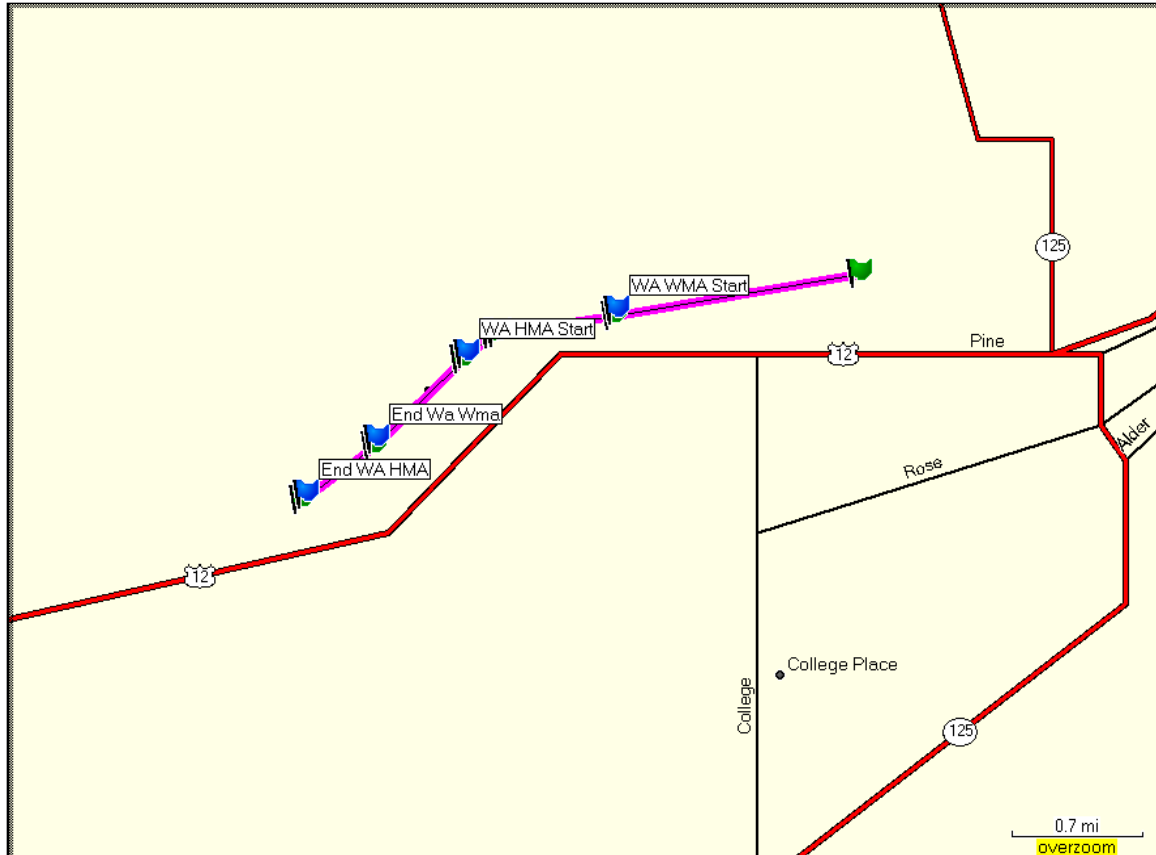 125
WA WMA Start
WA HMA Start
Pine
12
End Wa Wma
Alder
Rose
End WA HMA
12
College Place
College
125
0.7 mi
overzoom